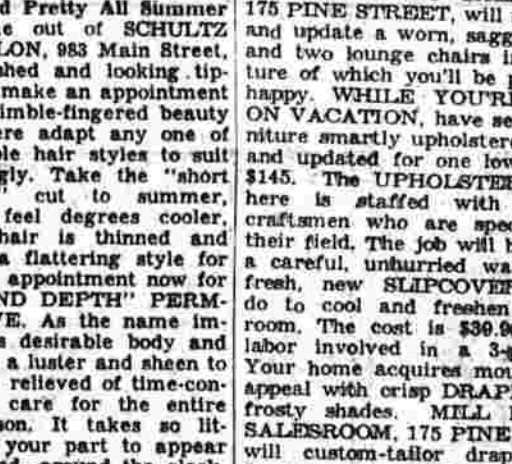 d Pretty All Summer
e out of SCHULTZ
LON, 983 Main Street,
shed and looking tip-
make an appointment
imble-fingered beauty
ere adapt any one of
ole hair styles to suit
gly. Take the "short
" cut to summer,
feel degrees cooler,
hair is thinned and
a flattering style for
appointment now for
ND DEPTH" PERM-
VE. As the name im-
s desirable body and
a luster and sheen to
relieved of time-con-
care for the entire
son. It takes so lit-
your part to appear
175 PINE STREET, will
and update a worn, sagg
and two lounge chairs i
ture of which you'll be p
happy. WHILE YOU'R
ON VACATION, have se
niture smartly upholster
and updated for one low
$145. The UPHOLSTE
here is staffed with
craftsmen who are spec
their field. The job will b
a careful, unhurried wa
fresh, new SLIPCOVE
do to cool and freshen
room. The cost is $39.9
labor involved in a 3-
Your home acquires mou
appeal with crisp DRAP
frosty shades. MILL
SALESROOM, 175 PINE
will custom-tailor drap